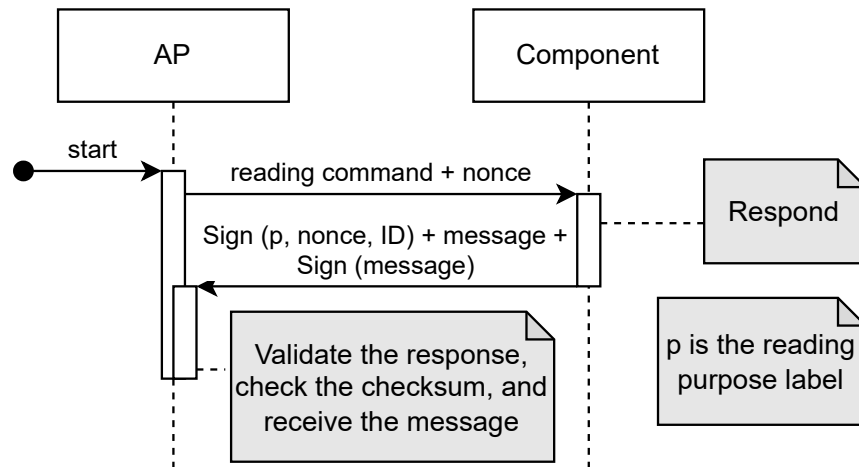 AP
Component
start
reading command + nonce
Respond
Sign (p, nonce, ID) + message +
Sign (message)
Validate the response,
check the checksum, and
receive the message
p is the reading
purpose label